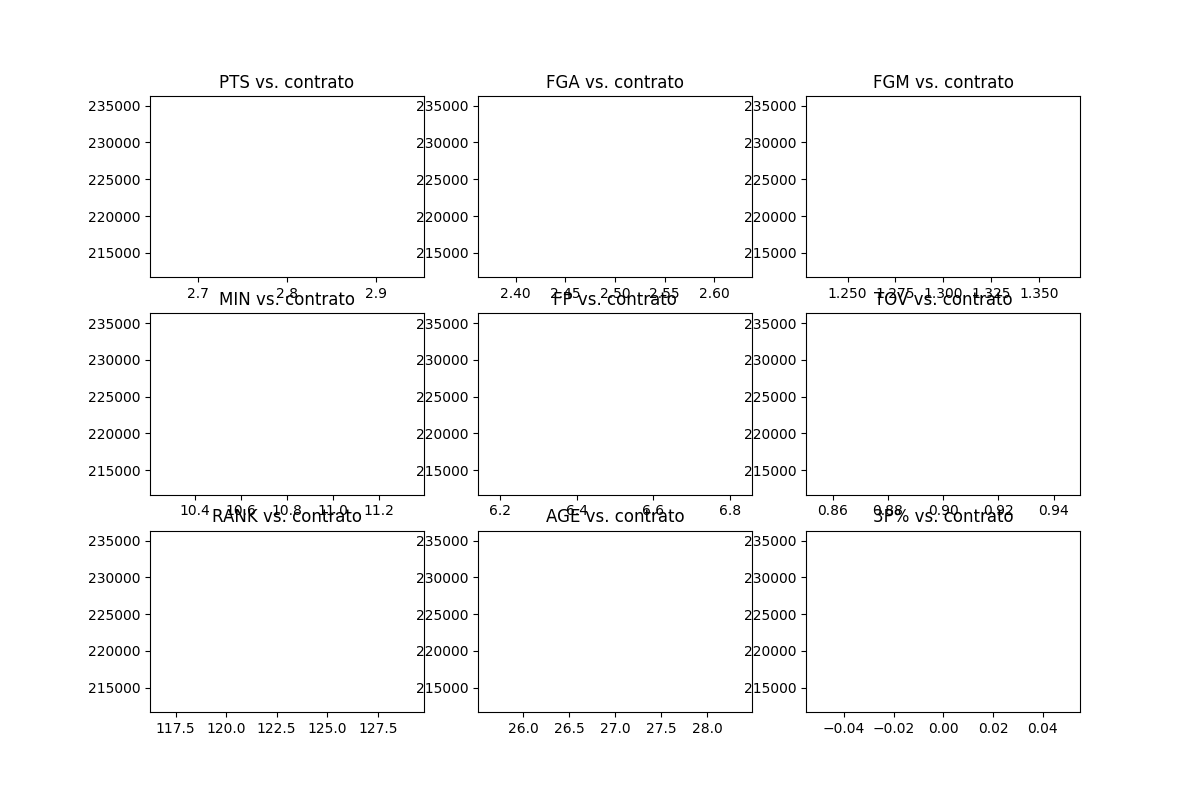 PTS vs. contrato
FGA vs. contrato
FGM vs. contrato
235000
230000
225000
220000
215000
2.7 2.8 2.9
235000
230000
225000
220000
215000
2.40 2.45 2.50 2.55 2.60
235000
230000
225000
220000
215000
1.250 1.275 1.300 1.325 1.350
MIN vs. contrato
FP vs. contrato
TOV vs. contrato
235000
230000
225000
220000
215000
10.4 10.6 10.8 11.0 11.2
235000
230000
225000
220000
215000
6.2 6.4 6.6 6.8
235000
230000
225000
220000
215000
0.86 0.88 0.90 0.92 0.94
RANK vs. contrato
AGE vs. contrato
3P% vs. contrato
235000
230000
225000
220000
215000
117.5 120.0 122.5 125.0 127.5
235000
230000
225000
220000
215000
26.0 26.5 27.0 27.5 28.0
235000
230000
225000
220000
215000
−0.04 −0.02 0.00 0.02 0.04